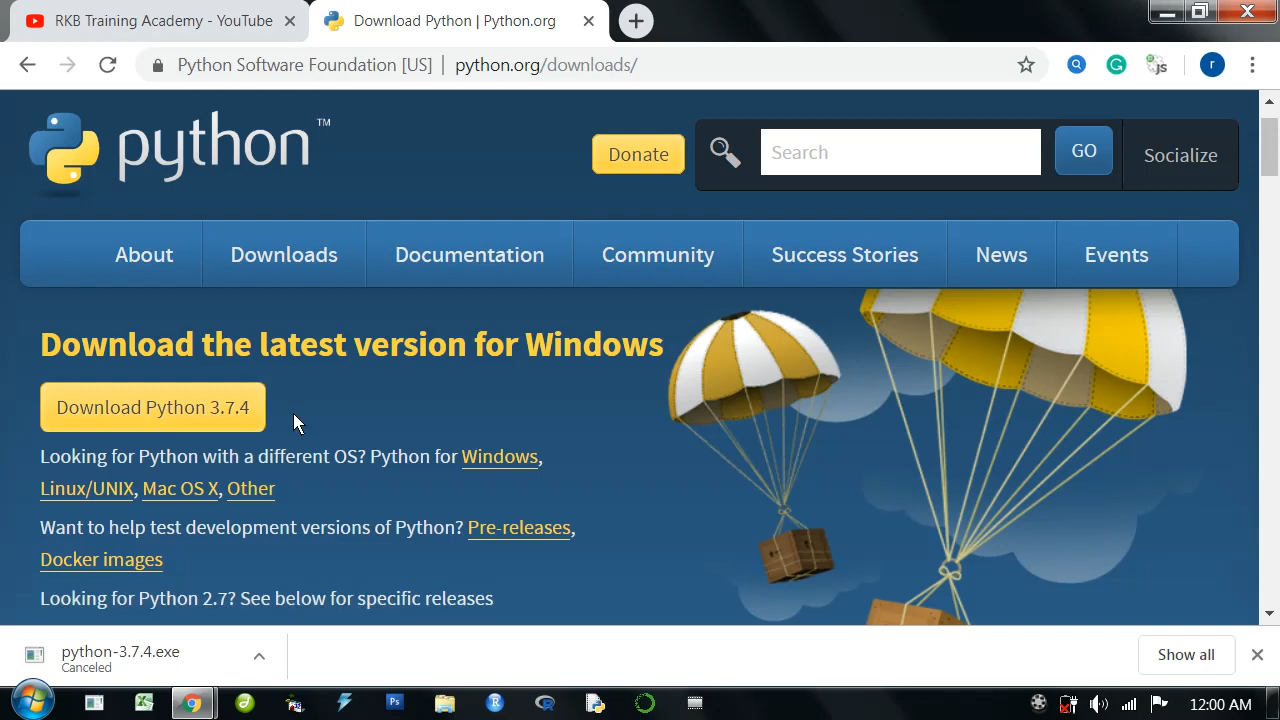 RKB Training Academy - YouTube
Download Python | Python.org
Python Software Foundation [US] | python.org/downloads/
r
js
python™
Donate
Search
GO
Socialize
About
Downloads
Documentation
Community
Success Stories
News
Events
Download the latest version for Windows
Download Python 3.7.4
Looking for Python with a different OS? Python for Windows,
Linux/UNIX, Mac OS X, Other
Want to help test development versions of Python? Pre-releases,
Docker images
Looking for Python 2.7? See below for specific releases
python-3.7.4.exe
Canceled
Show all
Ps
R
R
12:00 AM